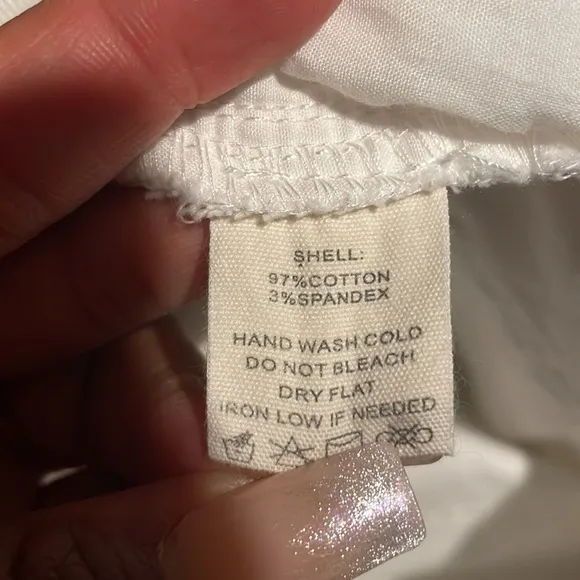 SHELL:
97%COTTON
3%SPANDEX
HAND WASH COLD
DO NOT BLEACH
DRY FLAT
IRON LOW IF NEEDED